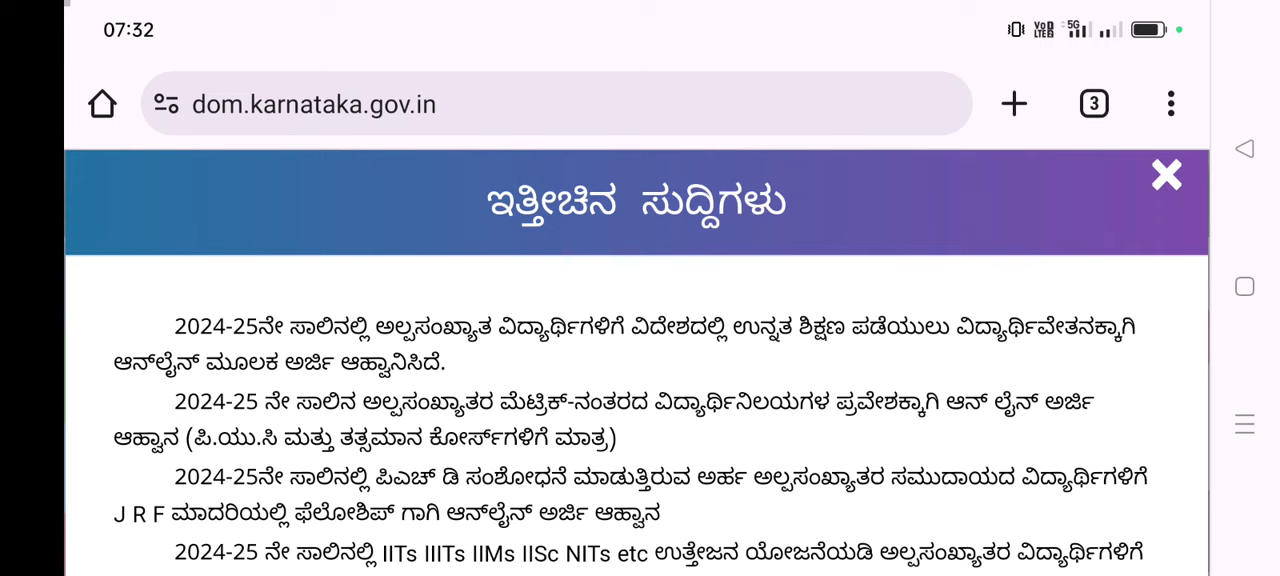 07:32
5G
VoD LTE2
dom.karnataka.gov.in
3
ಇತ್ತೀಚಿನ ಸುದ್ದಿಗಳು
2024-25ನೇ ಸಾಲಿನಲ್ಲಿ ಅಲ್ಪಸಂಖ್ಯಾತ ವಿದ್ಯಾರ್ಥಿಗಳಿಗೆ ವಿದೇಶದಲ್ಲಿ ಉನ್ನತ ಶಿಕ್ಷಣ ಪಡೆಯುಲು ವಿದ್ಯಾರ್ಥಿವೇತನಕ್ಕಾಗಿ
ಆನ್‌ಲೈನ್ ಮೂಲಕ ಅರ್ಜಿ ಆಹ್ವಾನಿಸಿದೆ.
2024-25 ನೇ ಸಾಲಿನ ಅಲ್ಪಸಂಖ್ಯಾತರ ಮೆಟ್ರಿಕ್-ನಂತರದ ವಿದ್ಯಾರ್ಥಿನಿಲಯಗಳ ಪ್ರವೇಶಕ್ಕಾಗಿ ಆನ್ ಲೈನ್ ಅರ್ಜಿ
ಆಹ್ವಾನ (ಪಿ.ಯು.ಸಿ ಮತ್ತು ತತ್ಸಮಾನ ಕೋರ್ಸ್‌ಗಳಿಗೆ ಮಾತ್ರ)
2024-25ನೇ ಸಾಲಿನಲ್ಲಿ ಪಿಎಚ್ ಡಿ ಸಂಶೋಧನೆ ಮಾಡುತ್ತಿರುವ ಅರ್ಹ ಅಲ್ಪಸಂಖ್ಯಾತರ ಸಮುದಾಯದ ವಿದ್ಯಾರ್ಥಿಗಳಿಗೆ
J R F ಮಾದರಿಯಲ್ಲಿ ಫೆಲೋಶಿಪ್ ಗಾಗಿ ಆನ್‌ಲೈನ್ ಅರ್ಜಿ ಆಹ್ವಾನ
2024-25 ನೇ ಸಾಲಿನಲ್ಲಿ IITs IIITs IIMs IISc NITs etc ಉತ್ತೇಜನ ಯೋಜನೆಯಡಿ ಅಲ್ಪಸಂಖ್ಯಾತರ ವಿದ್ಯಾರ್ಥಿಗಳಿಗೆ